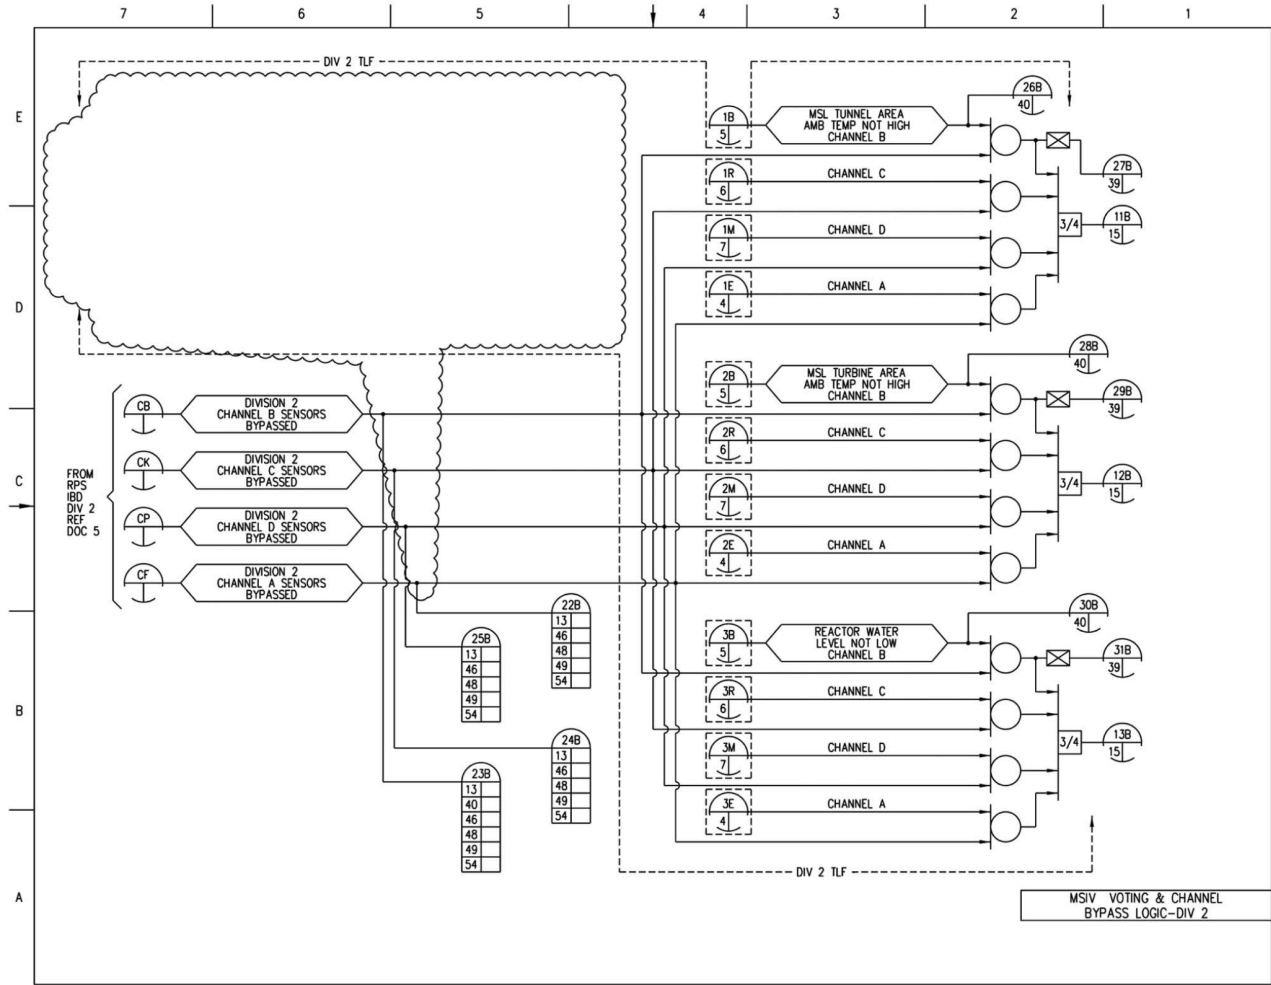 7 6 5 4 3 2 1
DIV 2 TLF
E
D
C
B
A
1B
5
MSL TUNNEL AREA
AMB TEMP NOT HIGH
CHANNEL B
26B
40
1R
6
CHANNEL C
27B
39
1M
7
CHANNEL D
3/4
11B
15
1E
4
CHANNEL A
2B
5
MSL TURBINE AREA
AMB TEMP NOT HIGH
CHANNEL B
28B
40
29B
39
2R
6
CHANNEL C
2M
7
CHANNEL D
3/4
12B
15
2E
4
CHANNEL A
FROM
RPS
IBD
DIV 2
REF
DOC 5
CB
DIVISION 2
CHANNEL B SENSORS
BYPASSED
CK
DIVISION 2
CHANNEL C SENSORS
BYPASSED
CP
DIVISION 2
CHANNEL D SENSORS
BYPASSED
CF
DIVISION 2
CHANNEL A SENSORS
BYPASSED
22B
13
46
48
49
54
25B
13
46
48
49
54
24B
13
46
48
49
54
23B
13
40
46
48
49
54
3B
5
REACTOR WATER
LEVEL NOT LOW
CHANNEL B
30B
40
31B
39
3R
6
CHANNEL C
3M
7
CHANNEL D
3/4
13B
15
3E
4
CHANNEL A
DIV 2 TLF
MSIV VOTING & CHANNEL
BYPASS LOGIC-DIV 2